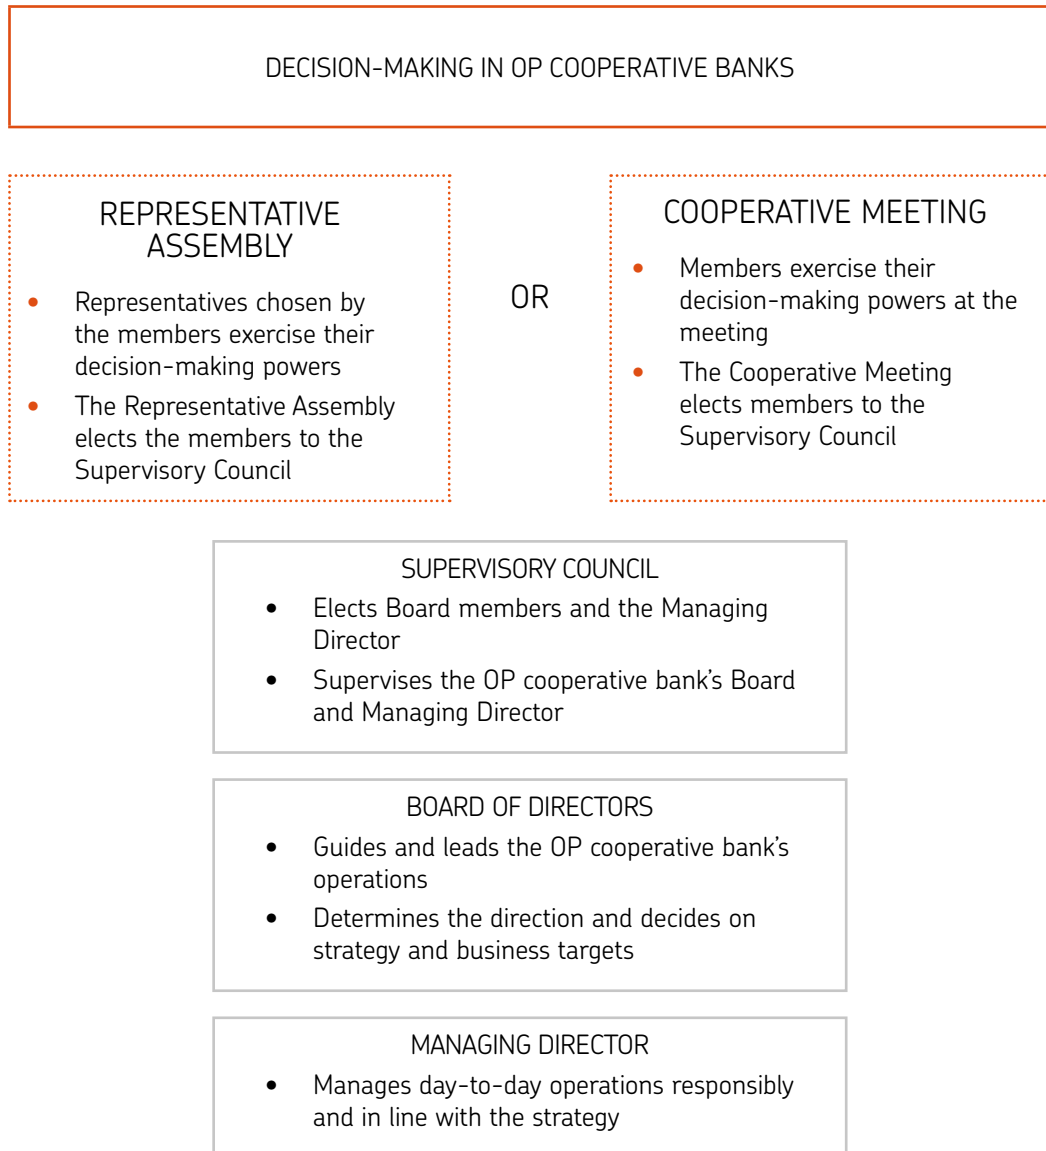 DECISION-MAKING IN OP COOPERATIVE BANKS
REPRESENTATIVE
ASSEMBLY
• Representatives chosen by
the members exercise their
decision-making powers
• The Representative Assembly
elects the members to the
Supervisory Council
OR
COOPERATIVE MEETING
• Members exercise their
decision-making powers at the
meeting
• The Cooperative Meeting
elects members to the
Supervisory Council
SUPERVISORY COUNCIL
• Elects Board members and the Managing
Director
• Supervises the OP cooperative bank's Board
and Managing Director
BOARD OF DIRECTORS
• Guides and leads the OP cooperative bank's
operations
• Determines the direction and decides on
strategy and business targets
MANAGING DIRECTOR
• Manages day-to-day operations responsibly
and in line with the strategy